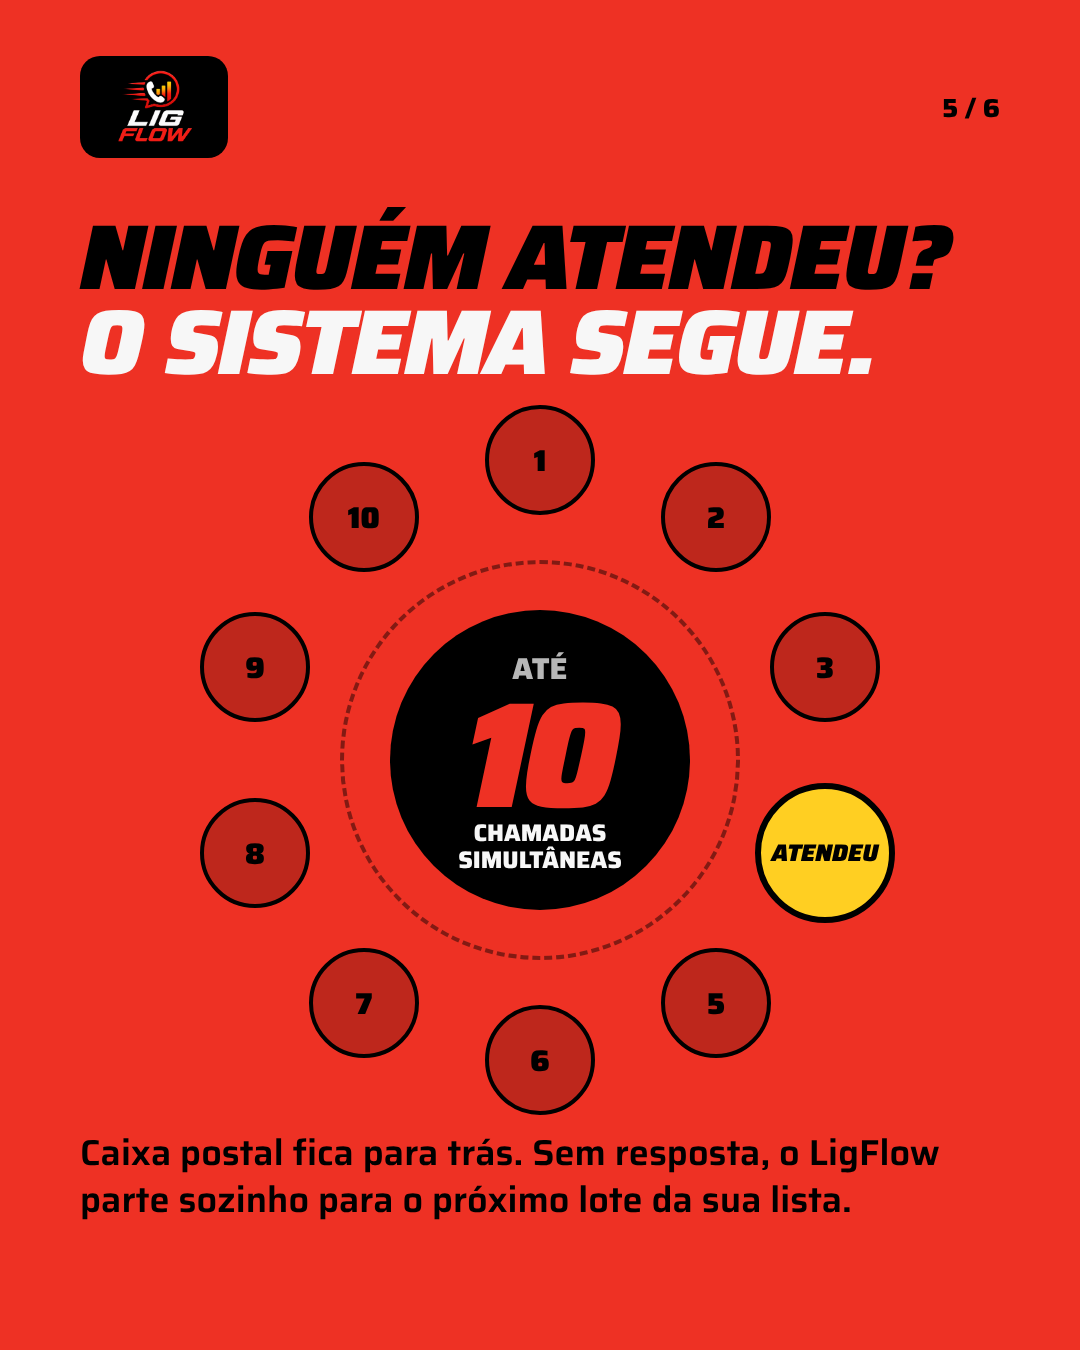 LIG
FLOW
5 / 6
NINGUÉM ATENDEU?
O SISTEMA SEGUE.
1
10
2
9
3
ATÉ
10
CHAMADAS
SIMULTÂNEAS
8
ATENDEU
7
5
6
Caixa postal fica para trás. Sem resposta, o LigFlow
parte sozinho para o próximo lote da sua lista.